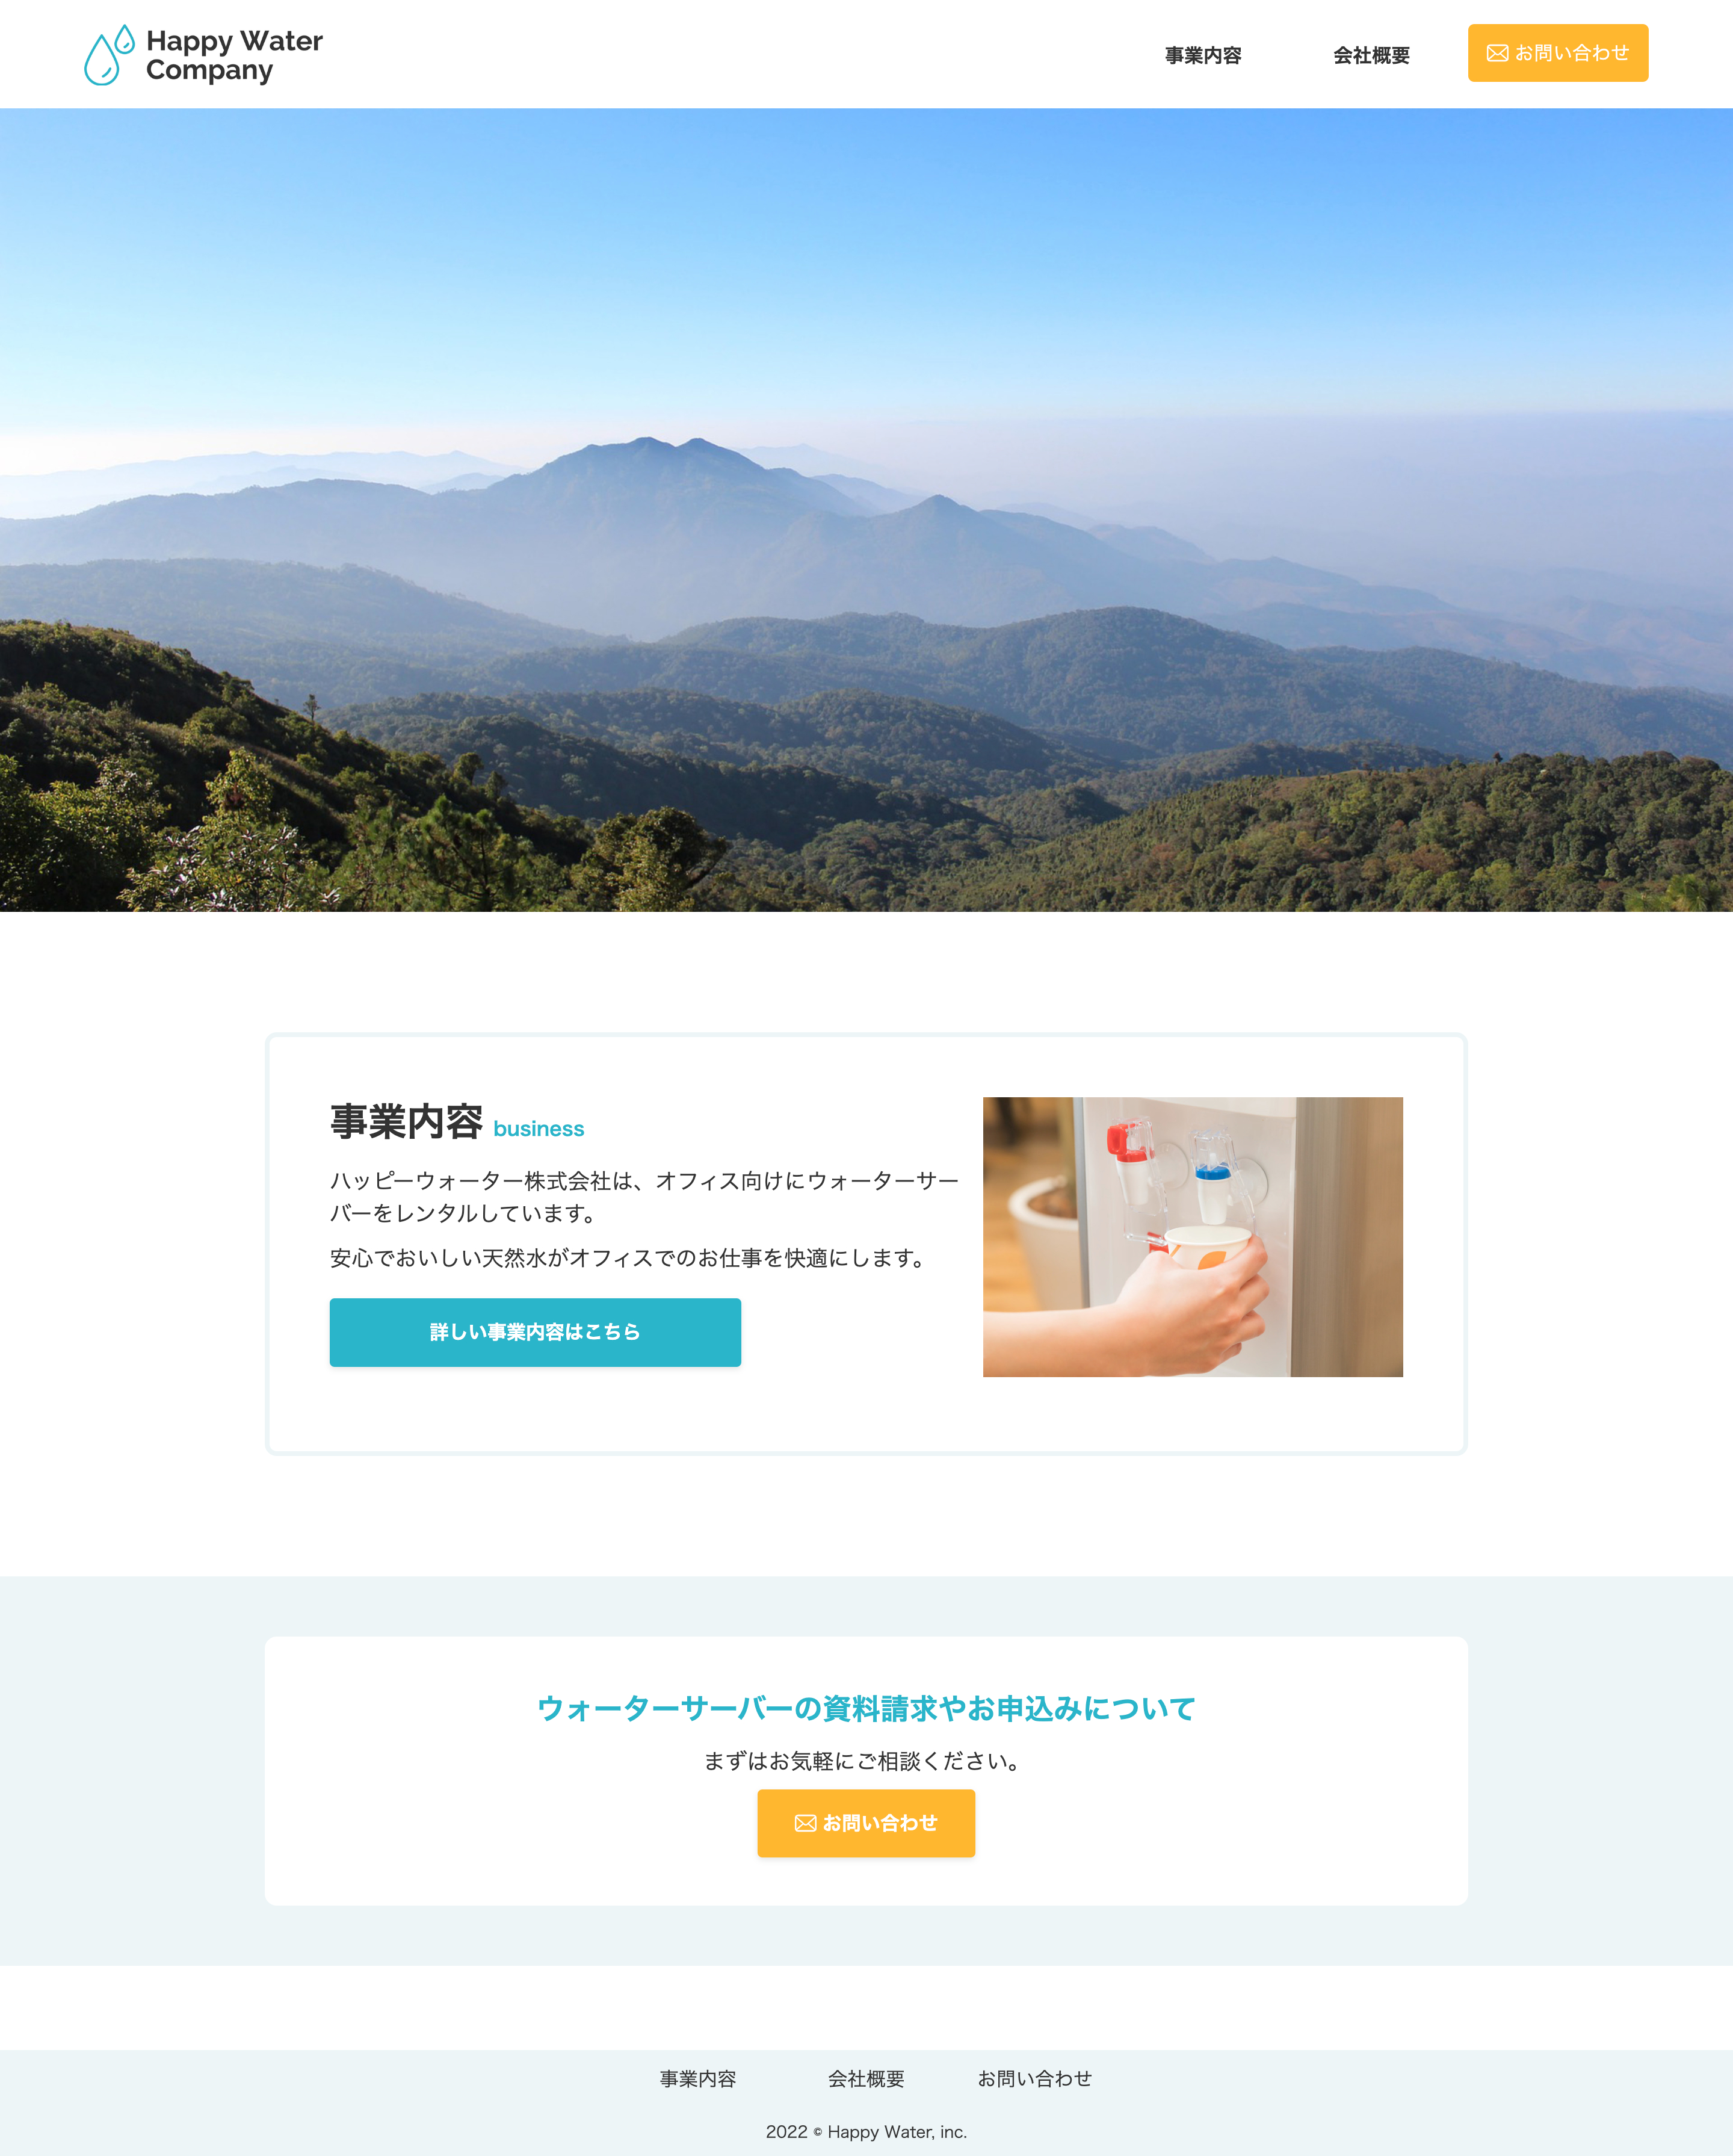 Happy Water
Company
事業内容
会社概要
お問い合わせ
事業内容 business
ハッピーウォーター株式会社は、オフィス向けにウォーターサー
バーをレンタルしています。
安心でおいしい天然水がオフィスでのお仕事を快適にします。
詳しい事業内容はこちら
ウォーターサーバーの資料請求やお申込みについて
まずはお気軽にご相談ください。
お問い合わせ
事業内容
会社概要
お問い合わせ
2022 © Happy Water, inc.